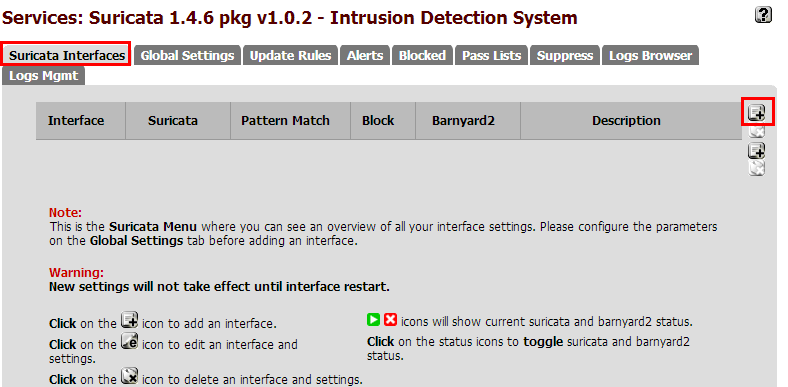 Services: Suricata 1.4.6 pkg v1.0.2 - Intrusion Detection System
?
Suricata Interfaces Global Settings Update Rules Alerts Blocked Pass Lists Suppress Logs Browser
Logs Mgmt
Interface Suricata Pattern Match Block Barnyard2 Description
Note:
This is the Suricata Menu where you can see an overview of all your interface settings. Please configure the parameters
on the Global Settings tab before adding an interface.
Warning:
New settings will not take effect until interface restart.
Click on the icon to add an interface.
icons will show current suricata and barnyard2 status.
Click on the icon to edit an interface and
settings.
Click on the status icons to toggle suricata and barnyard2
status.
Click on the icon to delete an interface and settings.